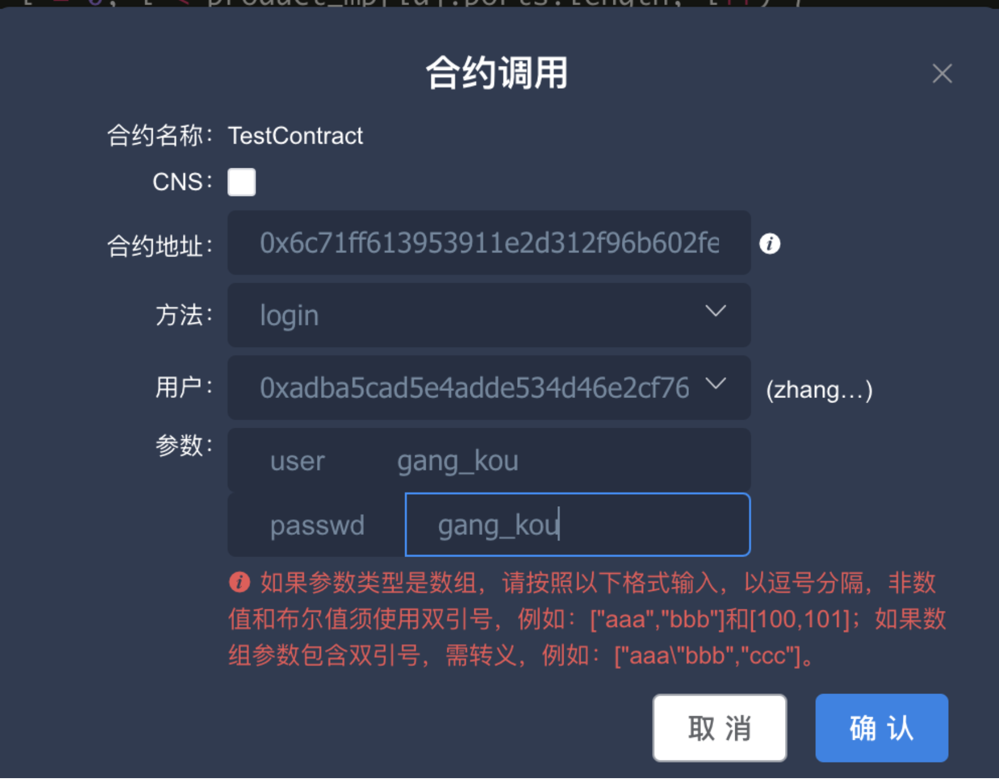 合约调用
合约名称： TestContract
CNS：
合约地址： 0x6c71ff613953911e2d312f96b602fe
方法： login
用户： 0xadba5cad5e4adde534d46e2cf76 (zhang...)
参数： user gang_kou
passwd gang_kou
如果参数类型是数组，请按照以下格式输入，以逗号分隔，非数
值和布尔值须使用双引号，例如：["aaa","bbb"]和[100,101]；如果数
组参数包含双引号，需转义，例如：["aaa\"bbb","ccc"]。
取 消 确 认